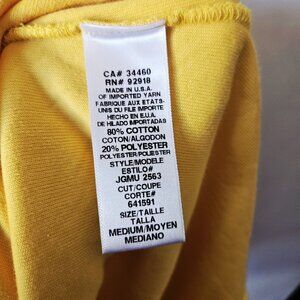 CA# 34460
RN# 92918
MADE IN U.S.A.
OF IMPORTED YARN
FABRIQUE AUX ETATS-
UNIS DU FILE IMPORTE
HECHO EN E.U.A.
DE HILADO IMPORTADAS
80% COTTON
COTON/ALGODON
20% POLYESTER
POLYESTER/POLIESTER
STYLE/MODELE
ESTILO#
JGMU 2563
CUT/COUPE
CORTE#
641591
SIZE/TAILLE
TALLA
MEDIUM/MOYEN
MEDIANO